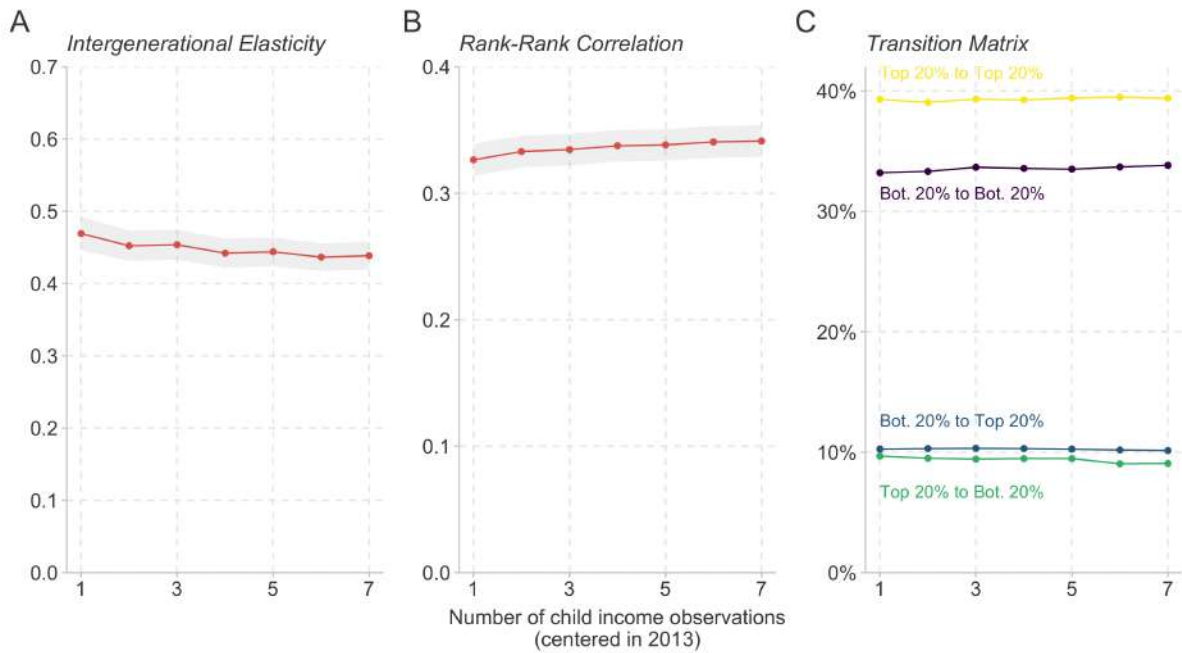 A
Intergenerational Elasticity
0.7
0.6
0.5
0.4
0.3
0.2
0.1
0.0
1 3 5 7
B
Rank-Rank Correlation
0.4
0.3
0.2
0.1
0.0
1 3 5 7
Number of child income observations
(centered in 2013)
C
Transition Matrix
Top 20% to Top 20%
40%
Bot. 20% to Bot. 20%
30%
20%
Bot. 20% to Top 20%
10%
Top 20% to Bot. 20%
0%
1 3 5 7